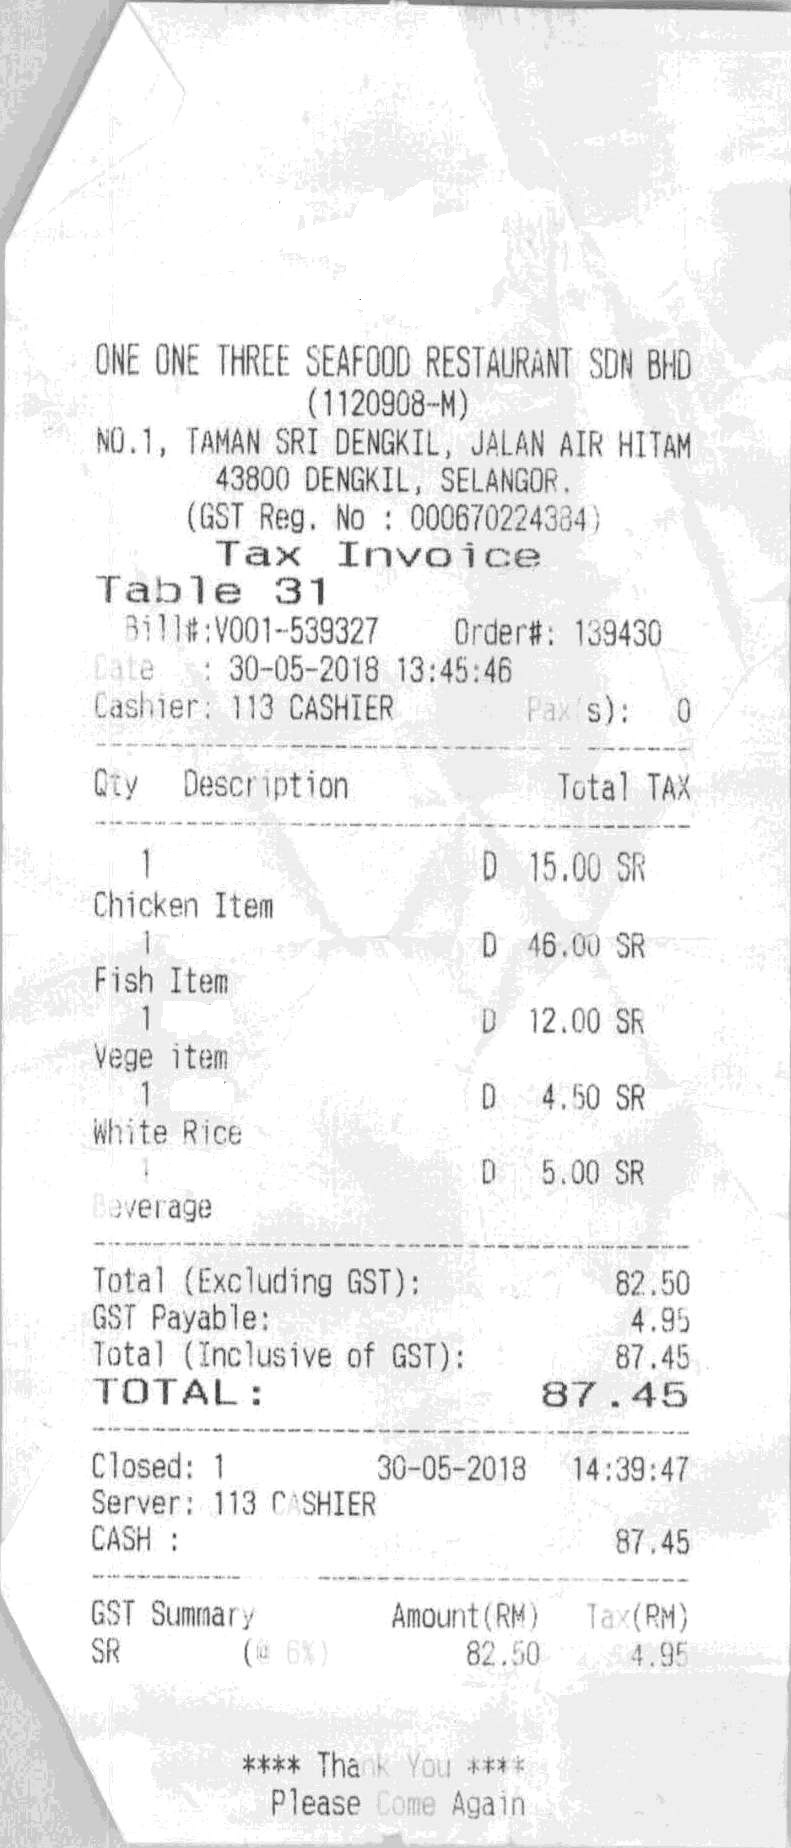 ONE ONE THREE SEAFOOD RESTAURANT SDN BHD
(1120908-M)
NO.1, TAMAN SRI DENGKIL, JALAN AIR HITAM
43800 DENGKIL, SELANGOR.
(GST Reg. No : 000670224384)
Tax Invoice
Table 31
Bill#:V001-539327 Order#: 139430
Date : 30-05-2018 13:45:46
Cashier: 113 CASHIER Pax(s): 0
Qty Description Total TAX
1 D 15.00 SR
Chicken Item
1 D 46.00 SR
Fish Item
1 D 12.00 SR
Vege item
1 D 4.50 SR
White Rice
1 D 5.00 SR
Beverage
Total (Excluding GST): 82.50
GST Payable: 4.95
Total (Inclusive of GST): 87.45
TOTAL: 87.45
Closed: 1 30-05-2018 14:39:47
Server: 113 CASHIER
CASH : 87.45
GST Summary Amount(RM) Tax(RM)
SR (@ 6%) 82.50 4.95
**** Thank You ****
Please Come Again